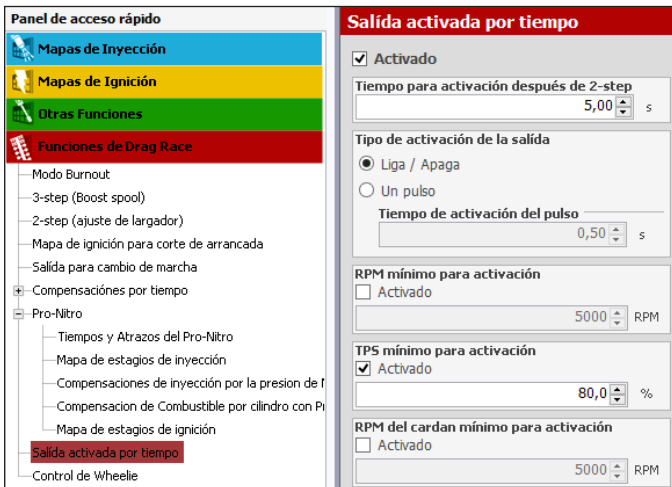 Panel de acceso rápido
Mapas de Inyección
Mapas de Ignición
Otras Funciones
Funciones de Drag Race
Modo Burnout
3-step (Boost spool)
2-step (ajuste de largador)
Mapa de ignición para corte de arrancada
Salída para cambio de marcha
Compensaciónes por tiempo
Pro-Nitro
Tiempos y Atrazos del Pro-Nitro
Mapa de estagios de inyección
Compensaciones de inyección por la presion de
Compensacion de Combustible por cilindro con
Mapa de estagios de ignición
Salída activada por tiempo
Control de Wheelie
Salída activada por tiempo
Activado
Tiempo para activación después de 2-step
5,00 s
Tipo de activación de la salída
Liga / Apaga
Un pulso
Tiempo de activación del pulso
0,50 s
RPM mínimo para activación
Activado
5000 RPM
TPS mínimo para activación
Activado
80,0 %
RPM del cardan mínimo para activación
Activado
5000 RPM